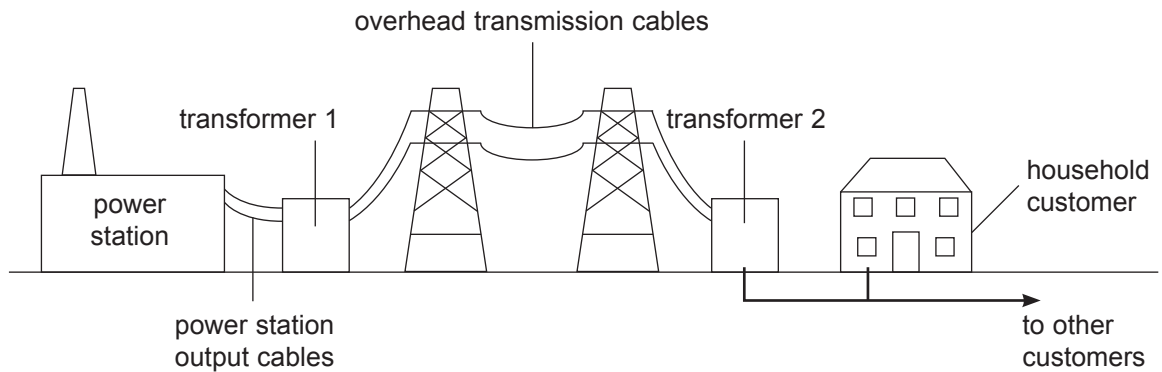 overhead transmission cables
transformer 1
transformer 2
household
customer
power
station
power station
output cables
to other
customers